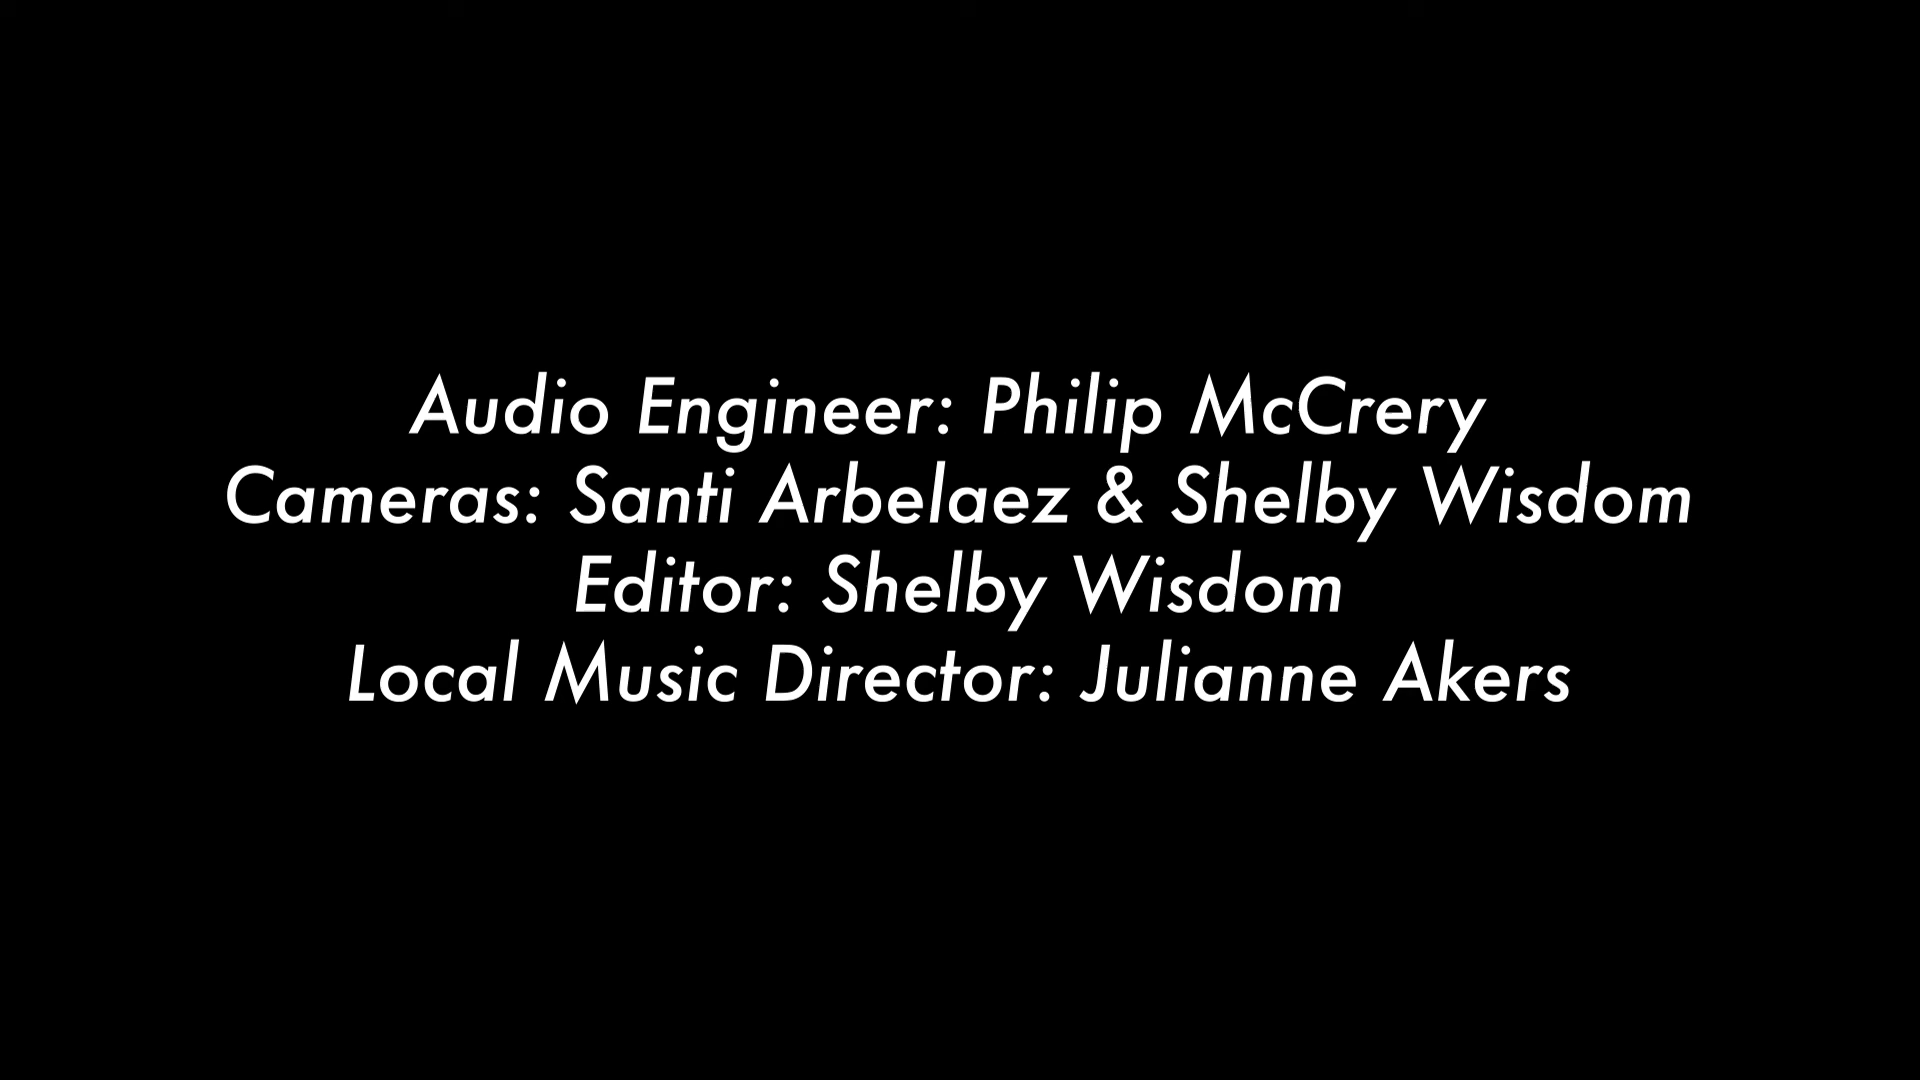 Audio Engineer: Philip McCrery
Cameras: Santi Arbelaez & Shelby Wisdom
Editor: Shelby Wisdom
Local Music Director: Julianne Akers